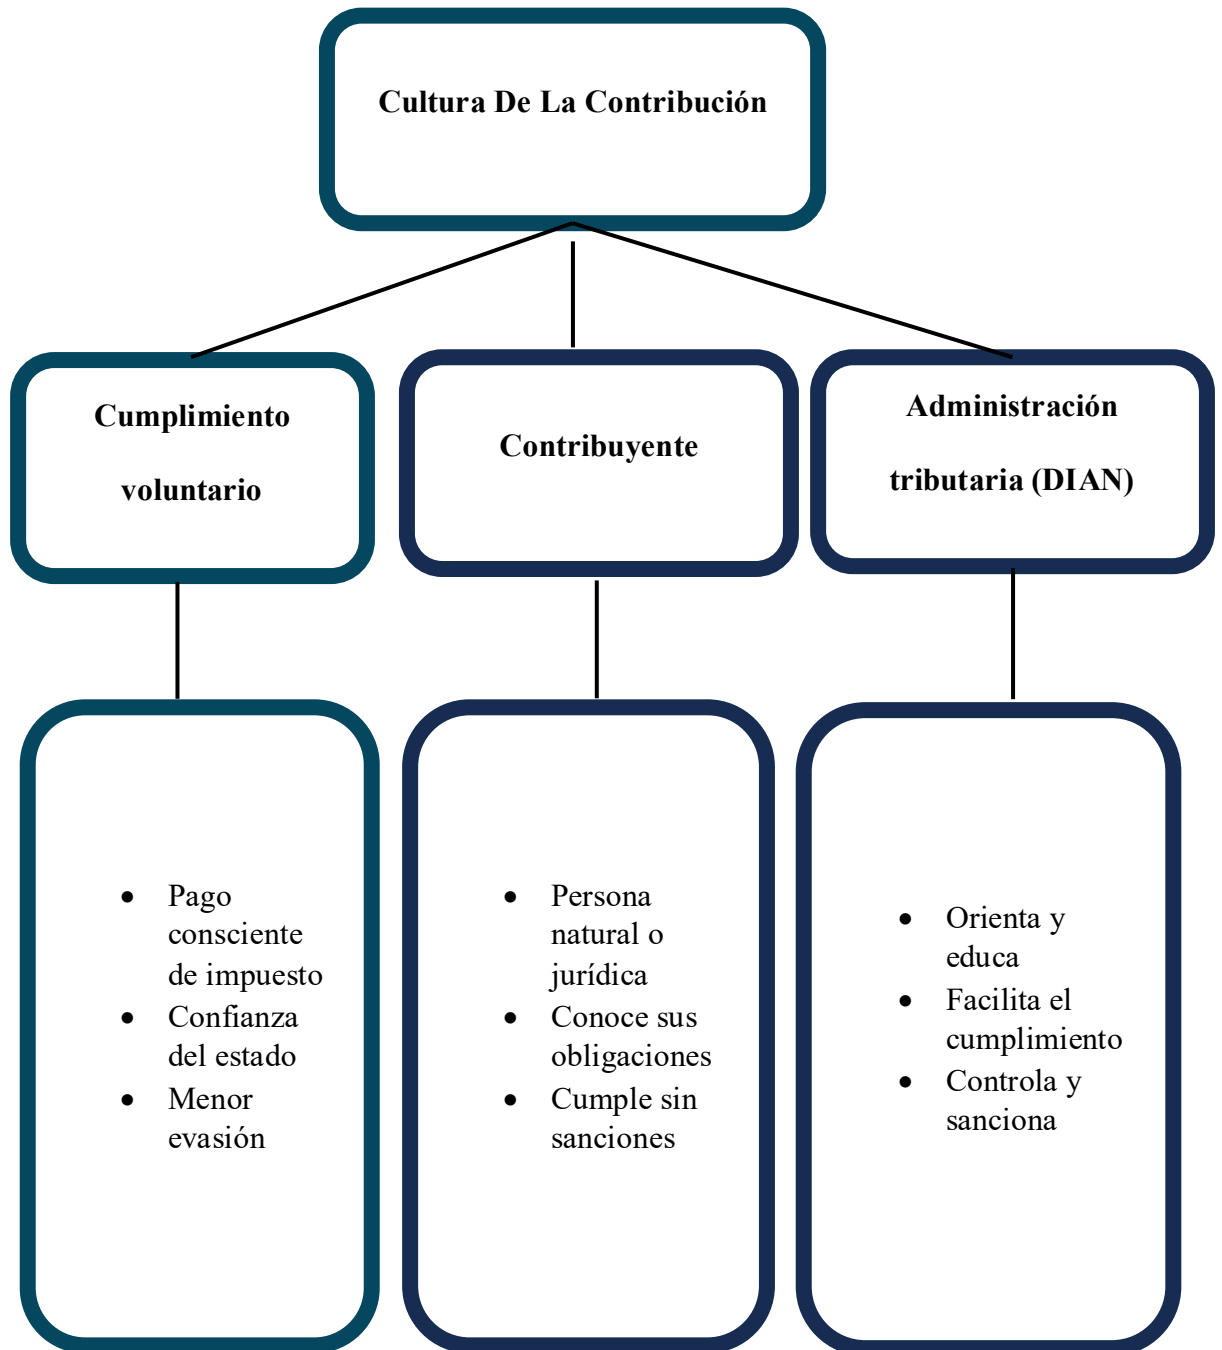 Cultura De La Contribución
Cumplimiento
voluntario
Contribuyente
Administración
tributaria (DIAN)
• Pago
consciente
de impuesto
• Confianza
del estado
• Menor
evasión
• Persona
natural o
jurídica
• Conoce sus
obligaciones
• Cumple sin
sanciones
• Orienta y
educa
• Facilita el
cumplimiento
• Controla y
sanciona